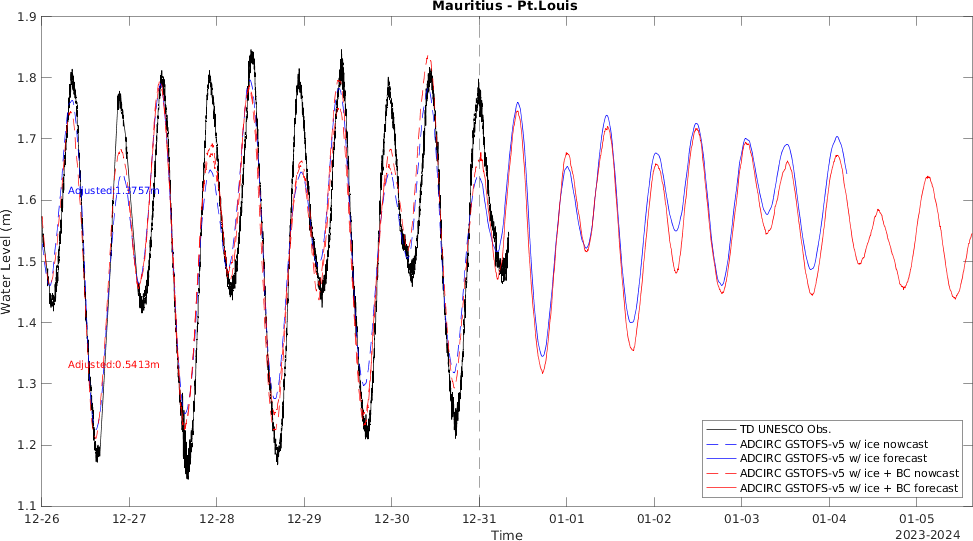 Mauritius - Pt.Louis
1.9
1.8
1.7
1.6
1.5
1.4
1.3
1.2
1.1
Water Level (m)
Adjusted:0.5413m
TD UNESCO Obs.
ADCIRC GSTOFS-v5 w/ ice nowcast
ADCIRC GSTOFS-v5 w/ ice forecast
ADCIRC GSTOFS-v5 w/ ice + BC nowcast
ADCIRC GSTOFS-v5 w/ ice + BC forecast
12-26 12-27 12-28 12-29 12-30 12-31 01-01 01-02 01-03 01-04 01-05
Time
2023-2024